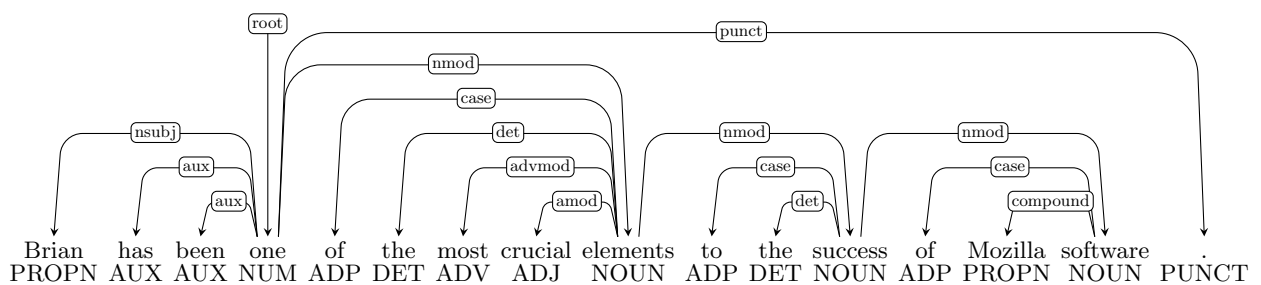 root
punct
nmod
case
nsubj det nmod nmod
aux advmod case case
aux amod det compound
Brian has been one of the most crucial elements to the success of Mozilla software .
PROPN AUX AUX NUM ADP DET ADV ADJ NOUN ADP DET NOUN ADP PROPN NOUN PUNCT